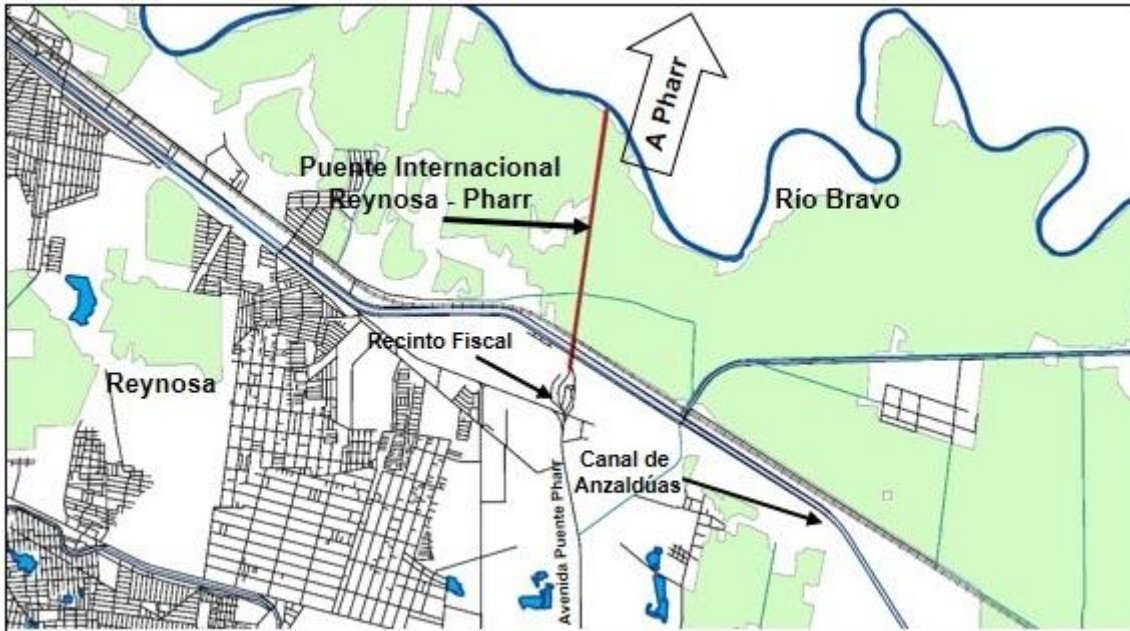 A Pharr
Puente Internacional
Reynosa - Pharr
Río Bravo
Recinto Fiscal
Reynosa
Canal de
Anzaldúas
Avenida Puente Pharr